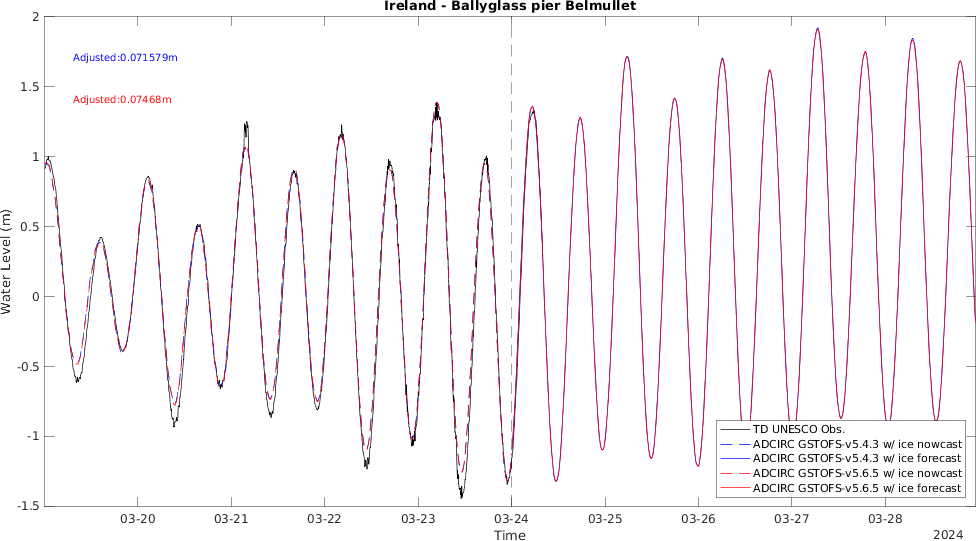 Ireland - Ballyglass pier Belmullet
Adjusted:0.071579m
Adjusted:0.07468m
Water Level (m)
2
1.5
1
0.5
0
-0.5
-1
-1.5
TD UNESCO Obs.
ADCIRC GSTOFS-v5.4.3 w/ ice nowcast
ADCIRC GSTOFS-v5.4.3 w/ ice forecast
ADCIRC GSTOFS-v5.6.5 w/ ice nowcast
ADCIRC GSTOFS-v5.6.5 w/ ice forecast
03-20 03-21 03-22 03-23 03-24 03-25 03-26 03-27 03-28
Time
2024